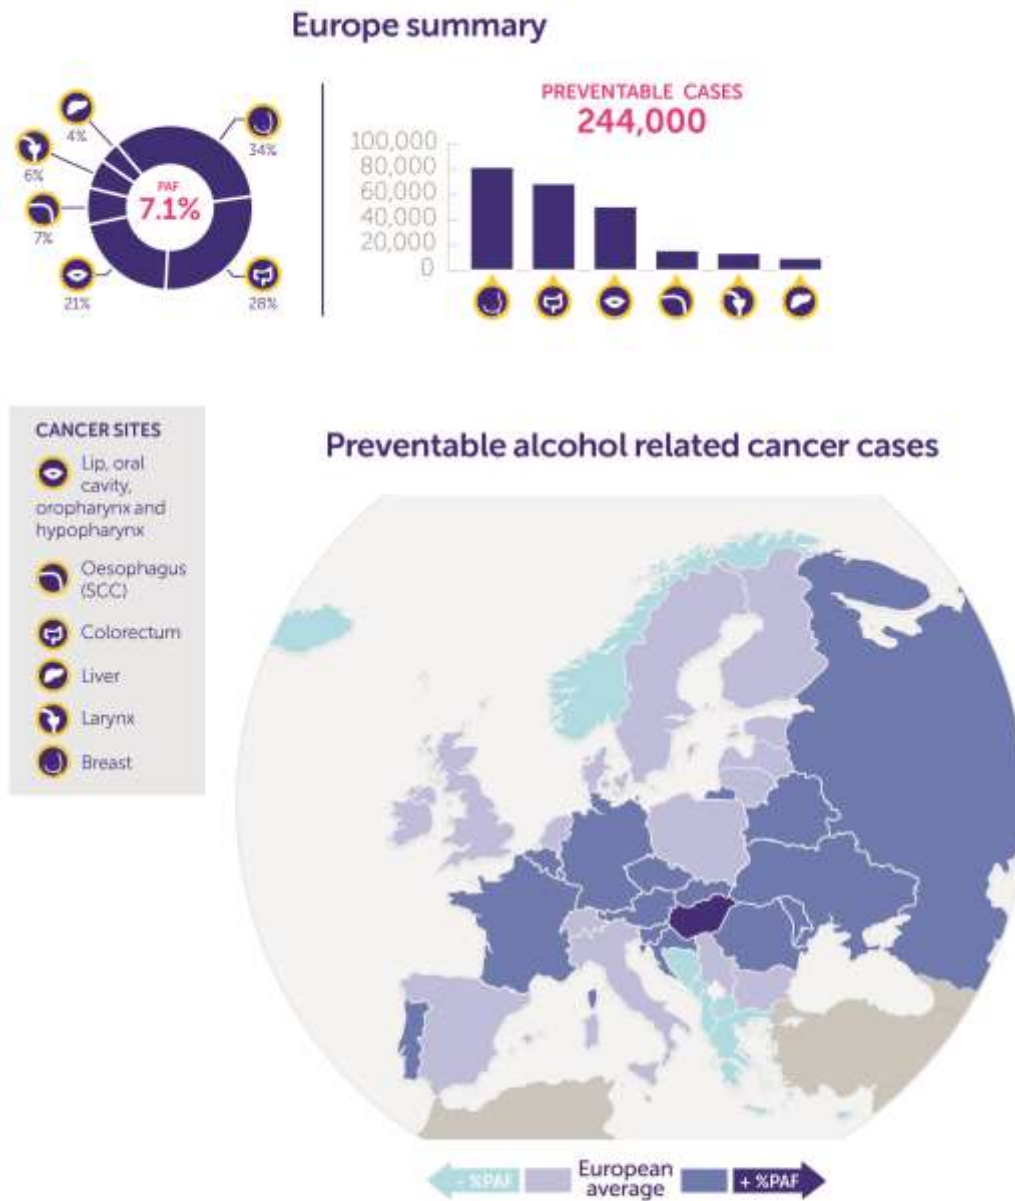 Europe summary
4%
34%
6%
PAF
7.1%
7%
21%
28%
PREVENTABLE CASES
244,000
100,000
80,000
60,000
40,000
20,000
0
CANCER SITES
Lip, oral
cavity,
oropharynx and
hypopharynx
Oesophagus
(SCC)
Colorectum
Liver
Larynx
Breast
Preventable alcohol related cancer cases
- %PAF
European
average
+ %PAF